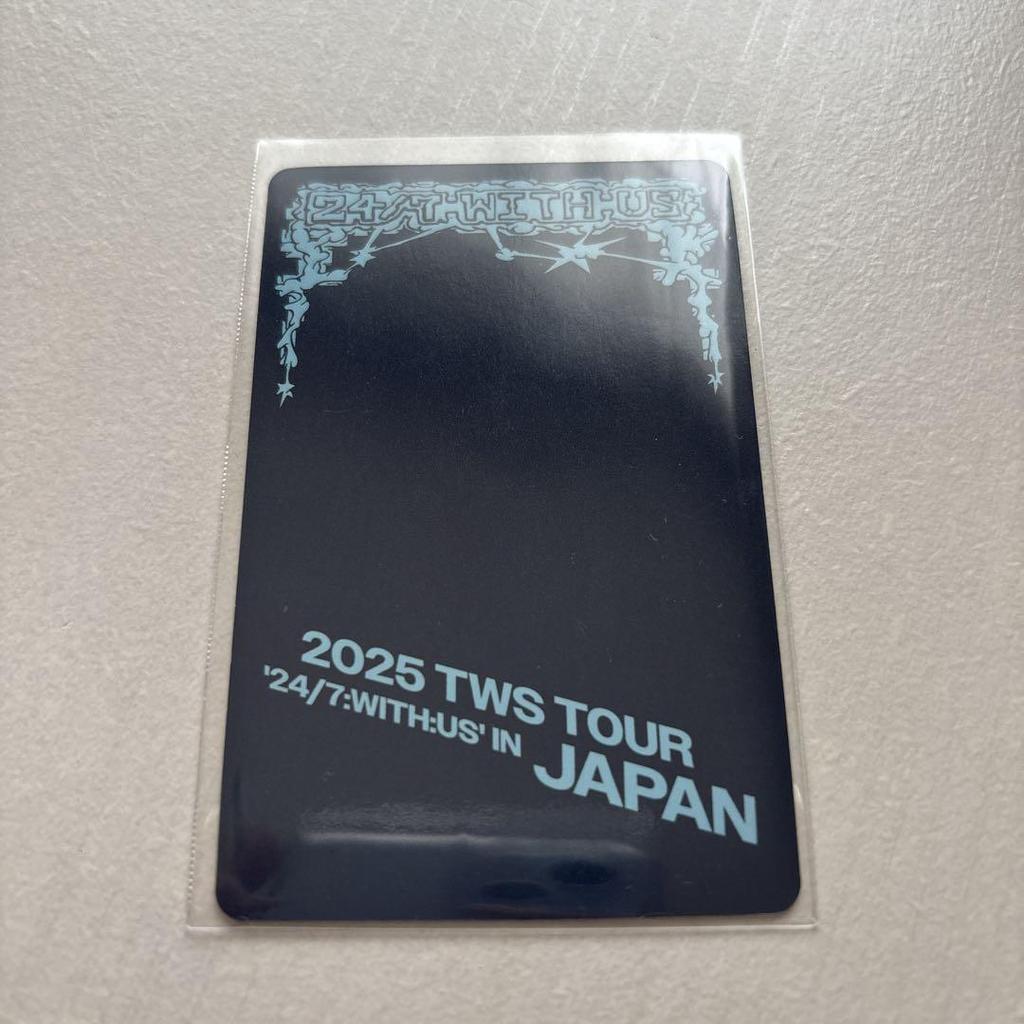 24/7:WITH:US
2025 TWS TOUR
'24/7:WITH:US' IN JAPAN